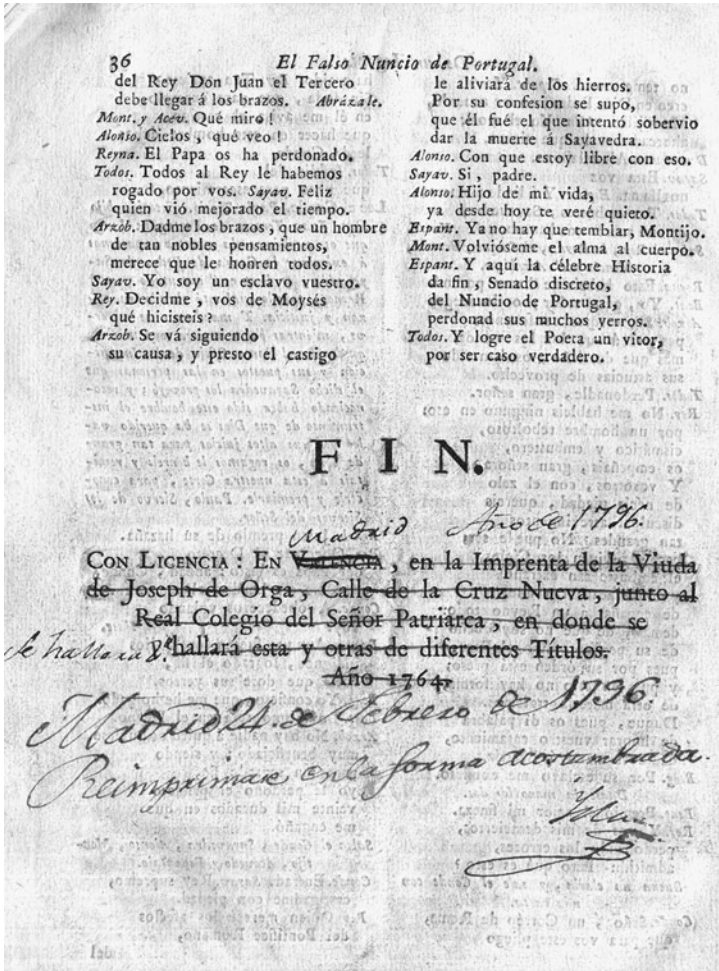 36 El Falso Nuncio de Portugal.
del Rey Don Juan el Tercero
debe llegar á los brazos. Abrázale.
Mont. y Acev. Qué miro!
Alonso. Cielos, qué veo!
Reyna. El Papa os ha perdonado.
Todos. Todos al Rey le habemos
rogado por vos. Sayav. Feliz
quien vió mejorado el tiempo.
Arzob. Dadme los brazos, que un hombre
de tan nobles pensamientos,
merece que le honren todos.
Sayav. Yo soy un esclavo vuestro.
Rey. Decidme, vos de Moysés
qué hicisteis?
Arzob. Se vá siguiendo
su causa, y presto el castigo
le aliviará de los hierros.
Por su confesion se supo,
que él fué el que intentó sobervio
dar la muerte á Sayavedra.
Alonso. Con que estoy libre con eso.
Sayav. Si, padre.
Alonso. Hijo de mi vida,
ya desde hoy te veré quieto.
Espant. Ya no hay que temblar, Montijo.
Mont. Volvióseme el alma al cuerpo.
Espant. Y aqui la célebre Historia
da fin, Senado discreto,
del Nuncio de Portugal,
perdonad sus muchos yerros.
Todos. Y logre el Poeta un vitor,
por ser caso verdadero.
FIN.
Madrid Año de 1796.
CON LICENCIA: EN VALENCIA, en la Imprenta de la Viuda
de Joseph de Orga, Calle de la Cruz Nueva, junto al
Real Colegio del Señor Patriarca, en donde se
se hallara
hallará esta y otras de diferentes Títulos.
Año 1764.
Madrid 24 de Febrero de 1796
Reimprimase en la forma acostumbrada.